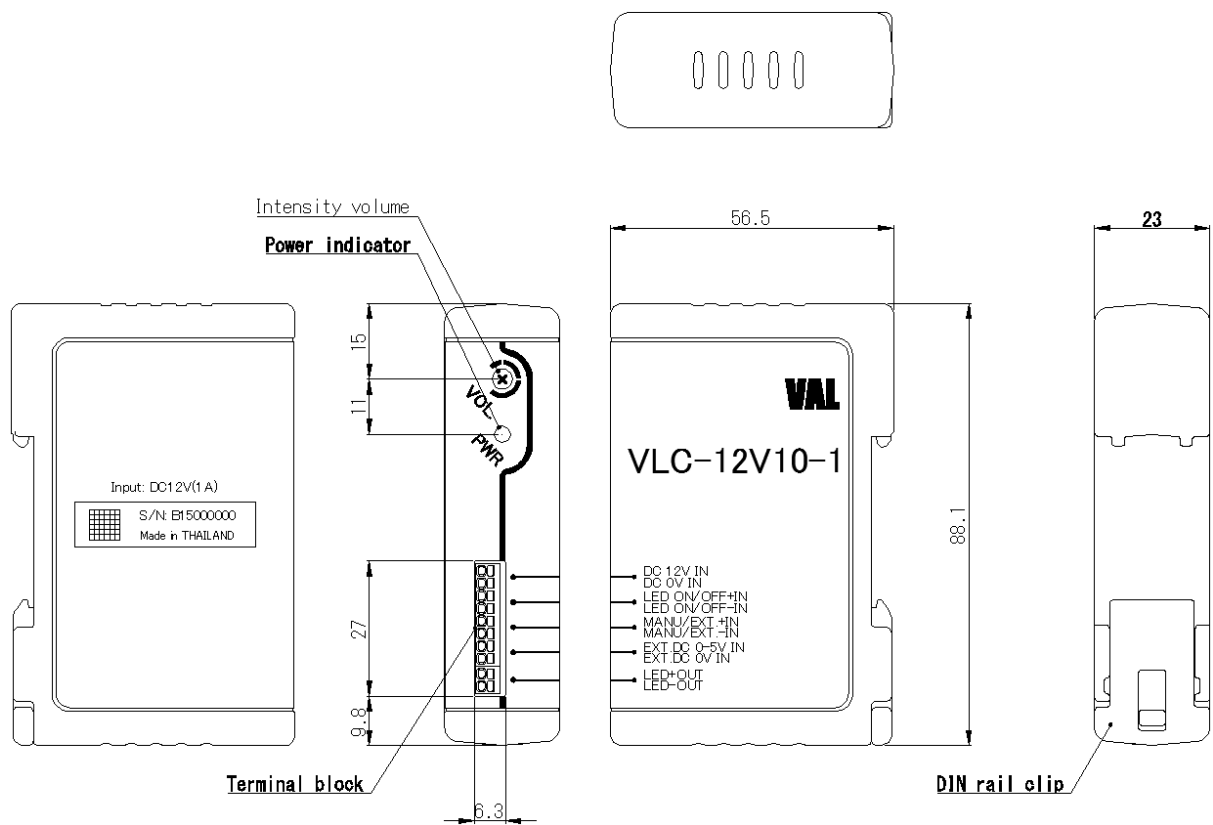 Intensity volume
Power indicator
56.5
23
15
11
VOL
PWR
VAL
VLC-12V10-1
Input: DC12V(1A)
S/N: B15000000
Made in THAILAND
88.1
27
DC 12V IN
DC 0V IN
LED ON/OFF+IN
LED ON/OFF-IN
MANU/EXT.+IN
MANU/EXT.-IN
EXT.DC 0-5V IN
EXT.DC 0V IN
LED+OUT
LED-OUT
9.8
Terminal block
6.3
DIN rail clip